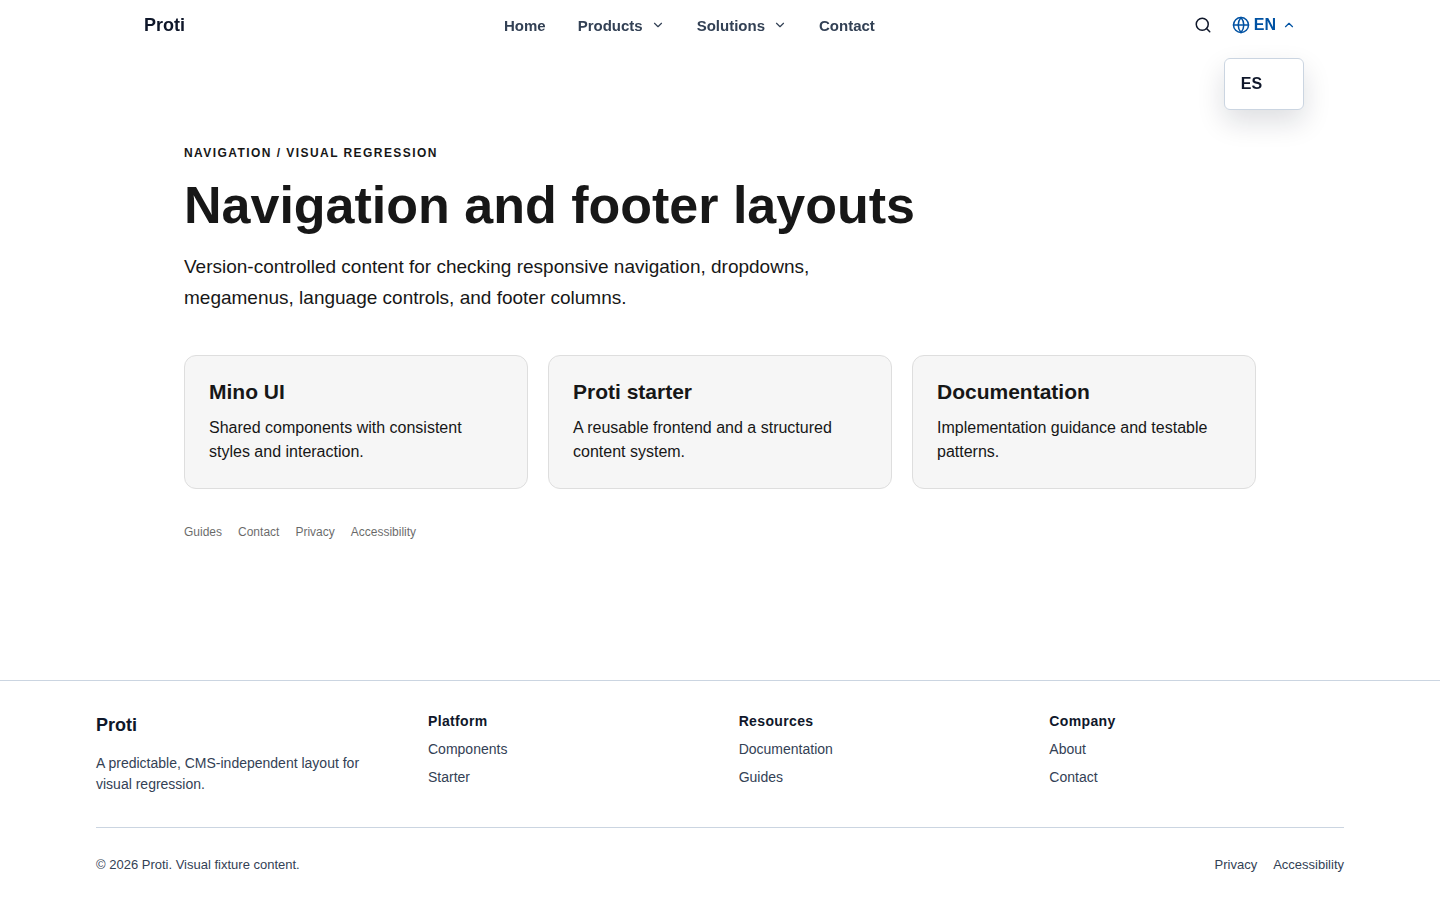 Proti
Home
Products
Solutions
Contact
EN
ES
NAVIGATION / VISUAL REGRESSION
Navigation and footer layouts
Version-controlled content for checking responsive navigation, dropdowns,
megamenus, language controls, and footer columns.
Mino UI
Shared components with consistent
styles and interaction.
Proti starter
A reusable frontend and a structured
content system.
Documentation
Implementation guidance and testable
patterns.
Guides
Contact
Privacy
Accessibility
Proti
A predictable, CMS-independent layout for
visual regression.
Platform
Components
Starter
Resources
Documentation
Guides
Company
About
Contact
© 2026 Proti. Visual fixture content.
Privacy
Accessibility